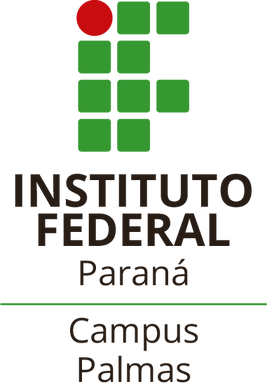 INSTITUTO
FEDERAL
Paraná
Campus
Palmas